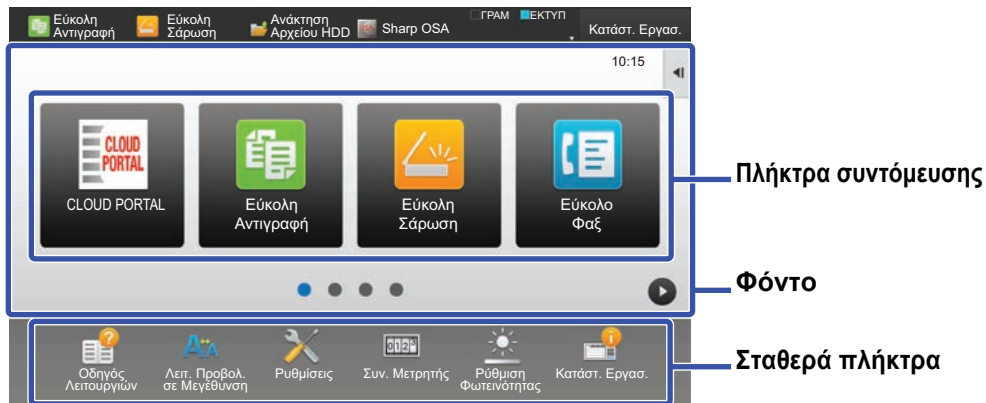 Εύκολη
Αντιγραφή
Εύκολη
Σάρωση
Ανάκτηση
Αρχείου HDD
Sharp OSA
ΓΡΑΜ
ΕΚΤΥΠ
Κατάστ. Εργασ.
10:15
CLOUD
PORTAL
CLOUD PORTAL
Εύκολη
Αντιγραφή
Εύκολη
Σάρωση
Εύκολο
Φαξ
Πλήκτρα συντόμευσης
Φόντο
Οδηγός
Λειτουργιών
Λειτ. Προβολ.
σε Μεγέθυνση
Ρυθμίσεις
Συν. Μετρητής
Ρύθμιση
Φωτεινότητας
Κατάστ. Εργασ.
Σταθερά πλήκτρα